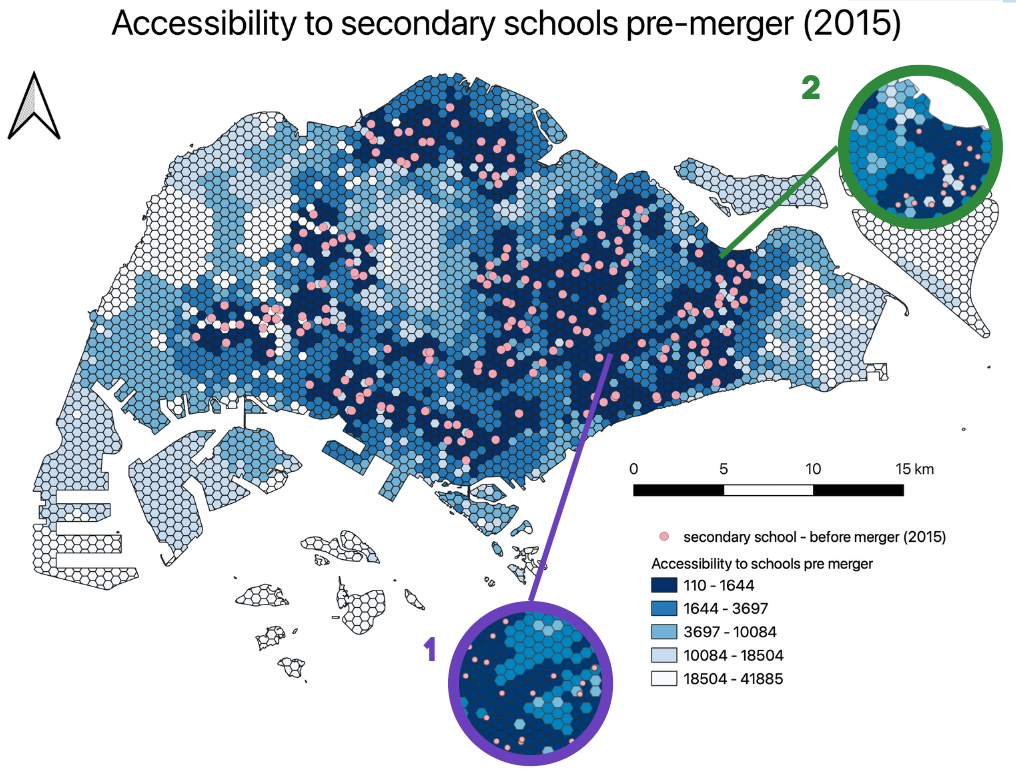 Accessibility to secondary schools pre-merger (2015)
2
0 5 10 15 km
secondary school - before merger (2015)
Accessibility to schools pre merger
110 - 1644
1644 - 3697
3697 - 10084
10084 - 18504
18504 - 41885
1